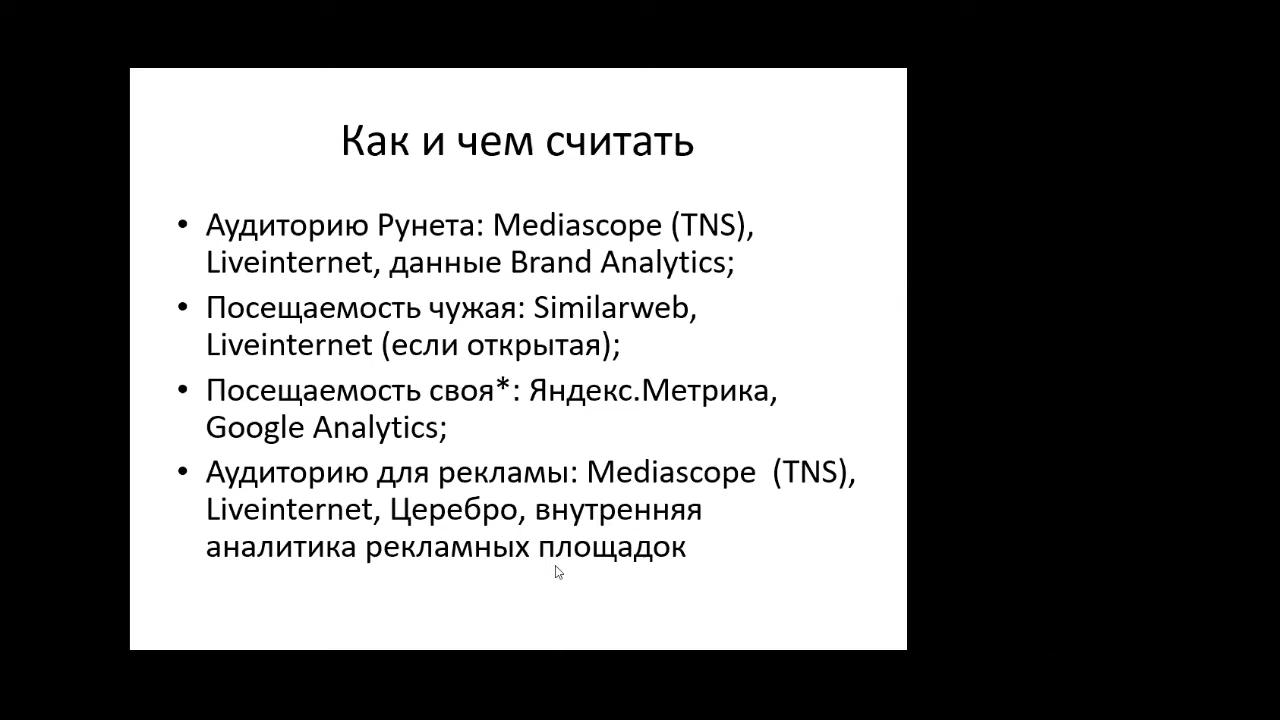 Как и чем считать
• Аудиторию Рунета: Mediascope (TNS),
Liveinternet, данные Brand Analytics;
• Посещаемость чужая: Similarweb,
Liveinternet (если открытая);
• Посещаемость своя*: Яндекс.Метрика,
Google Analytics;
• Аудиторию для рекламы: Mediascope  (TNS),
Liveinternet, Церебро, внутренняя
аналитика рекламных площадок